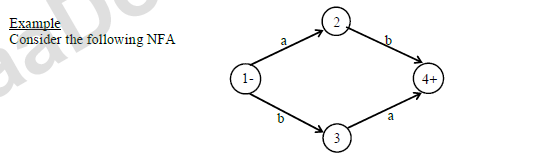 Example
Consider the following NFA
2
a
b
1-
4+
b
a
3